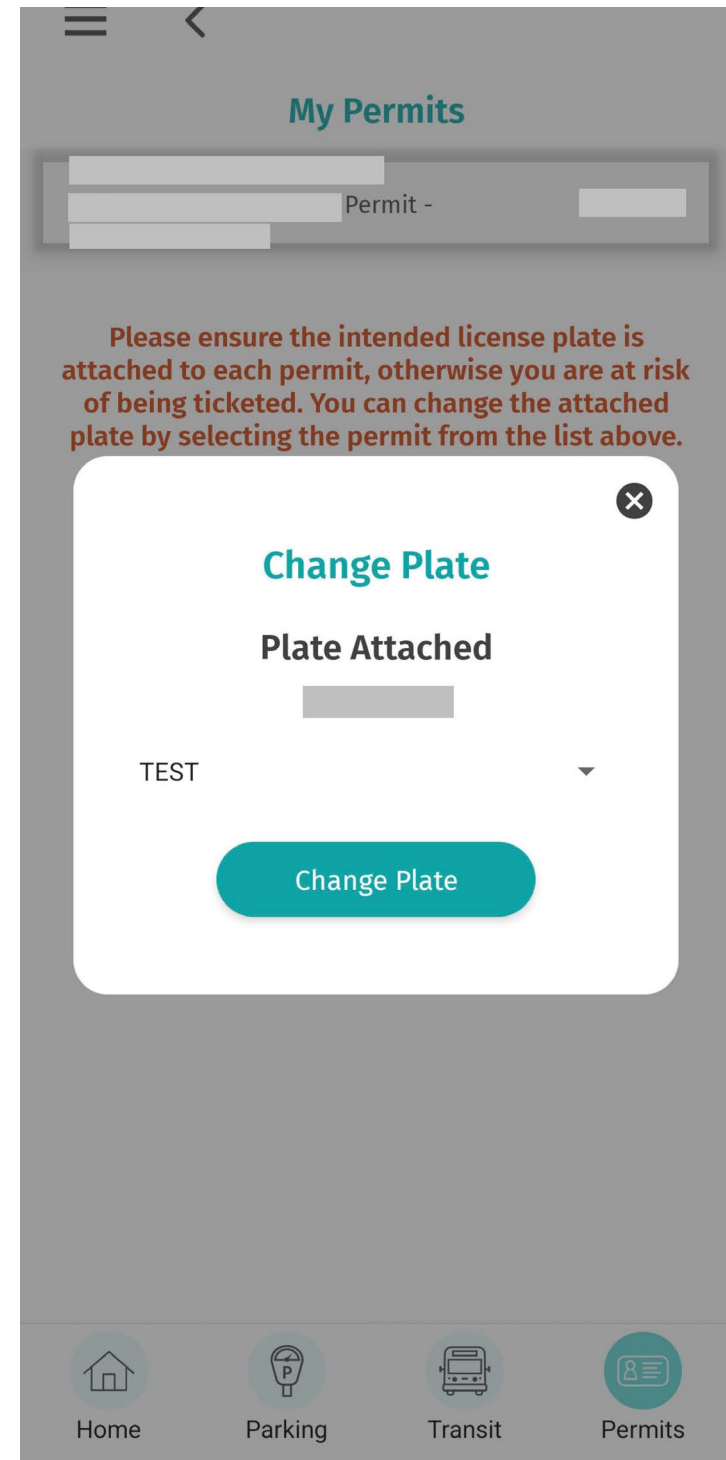 My Permits
Permit -
Please ensure the intended license plate is
attached to each permit, otherwise you are at risk
of being ticketed. You can change the attached
plate by selecting the permit from the list above.
Change Plate
Plate Attached
TEST
Change Plate
P
Home
Parking
Transit
Permits